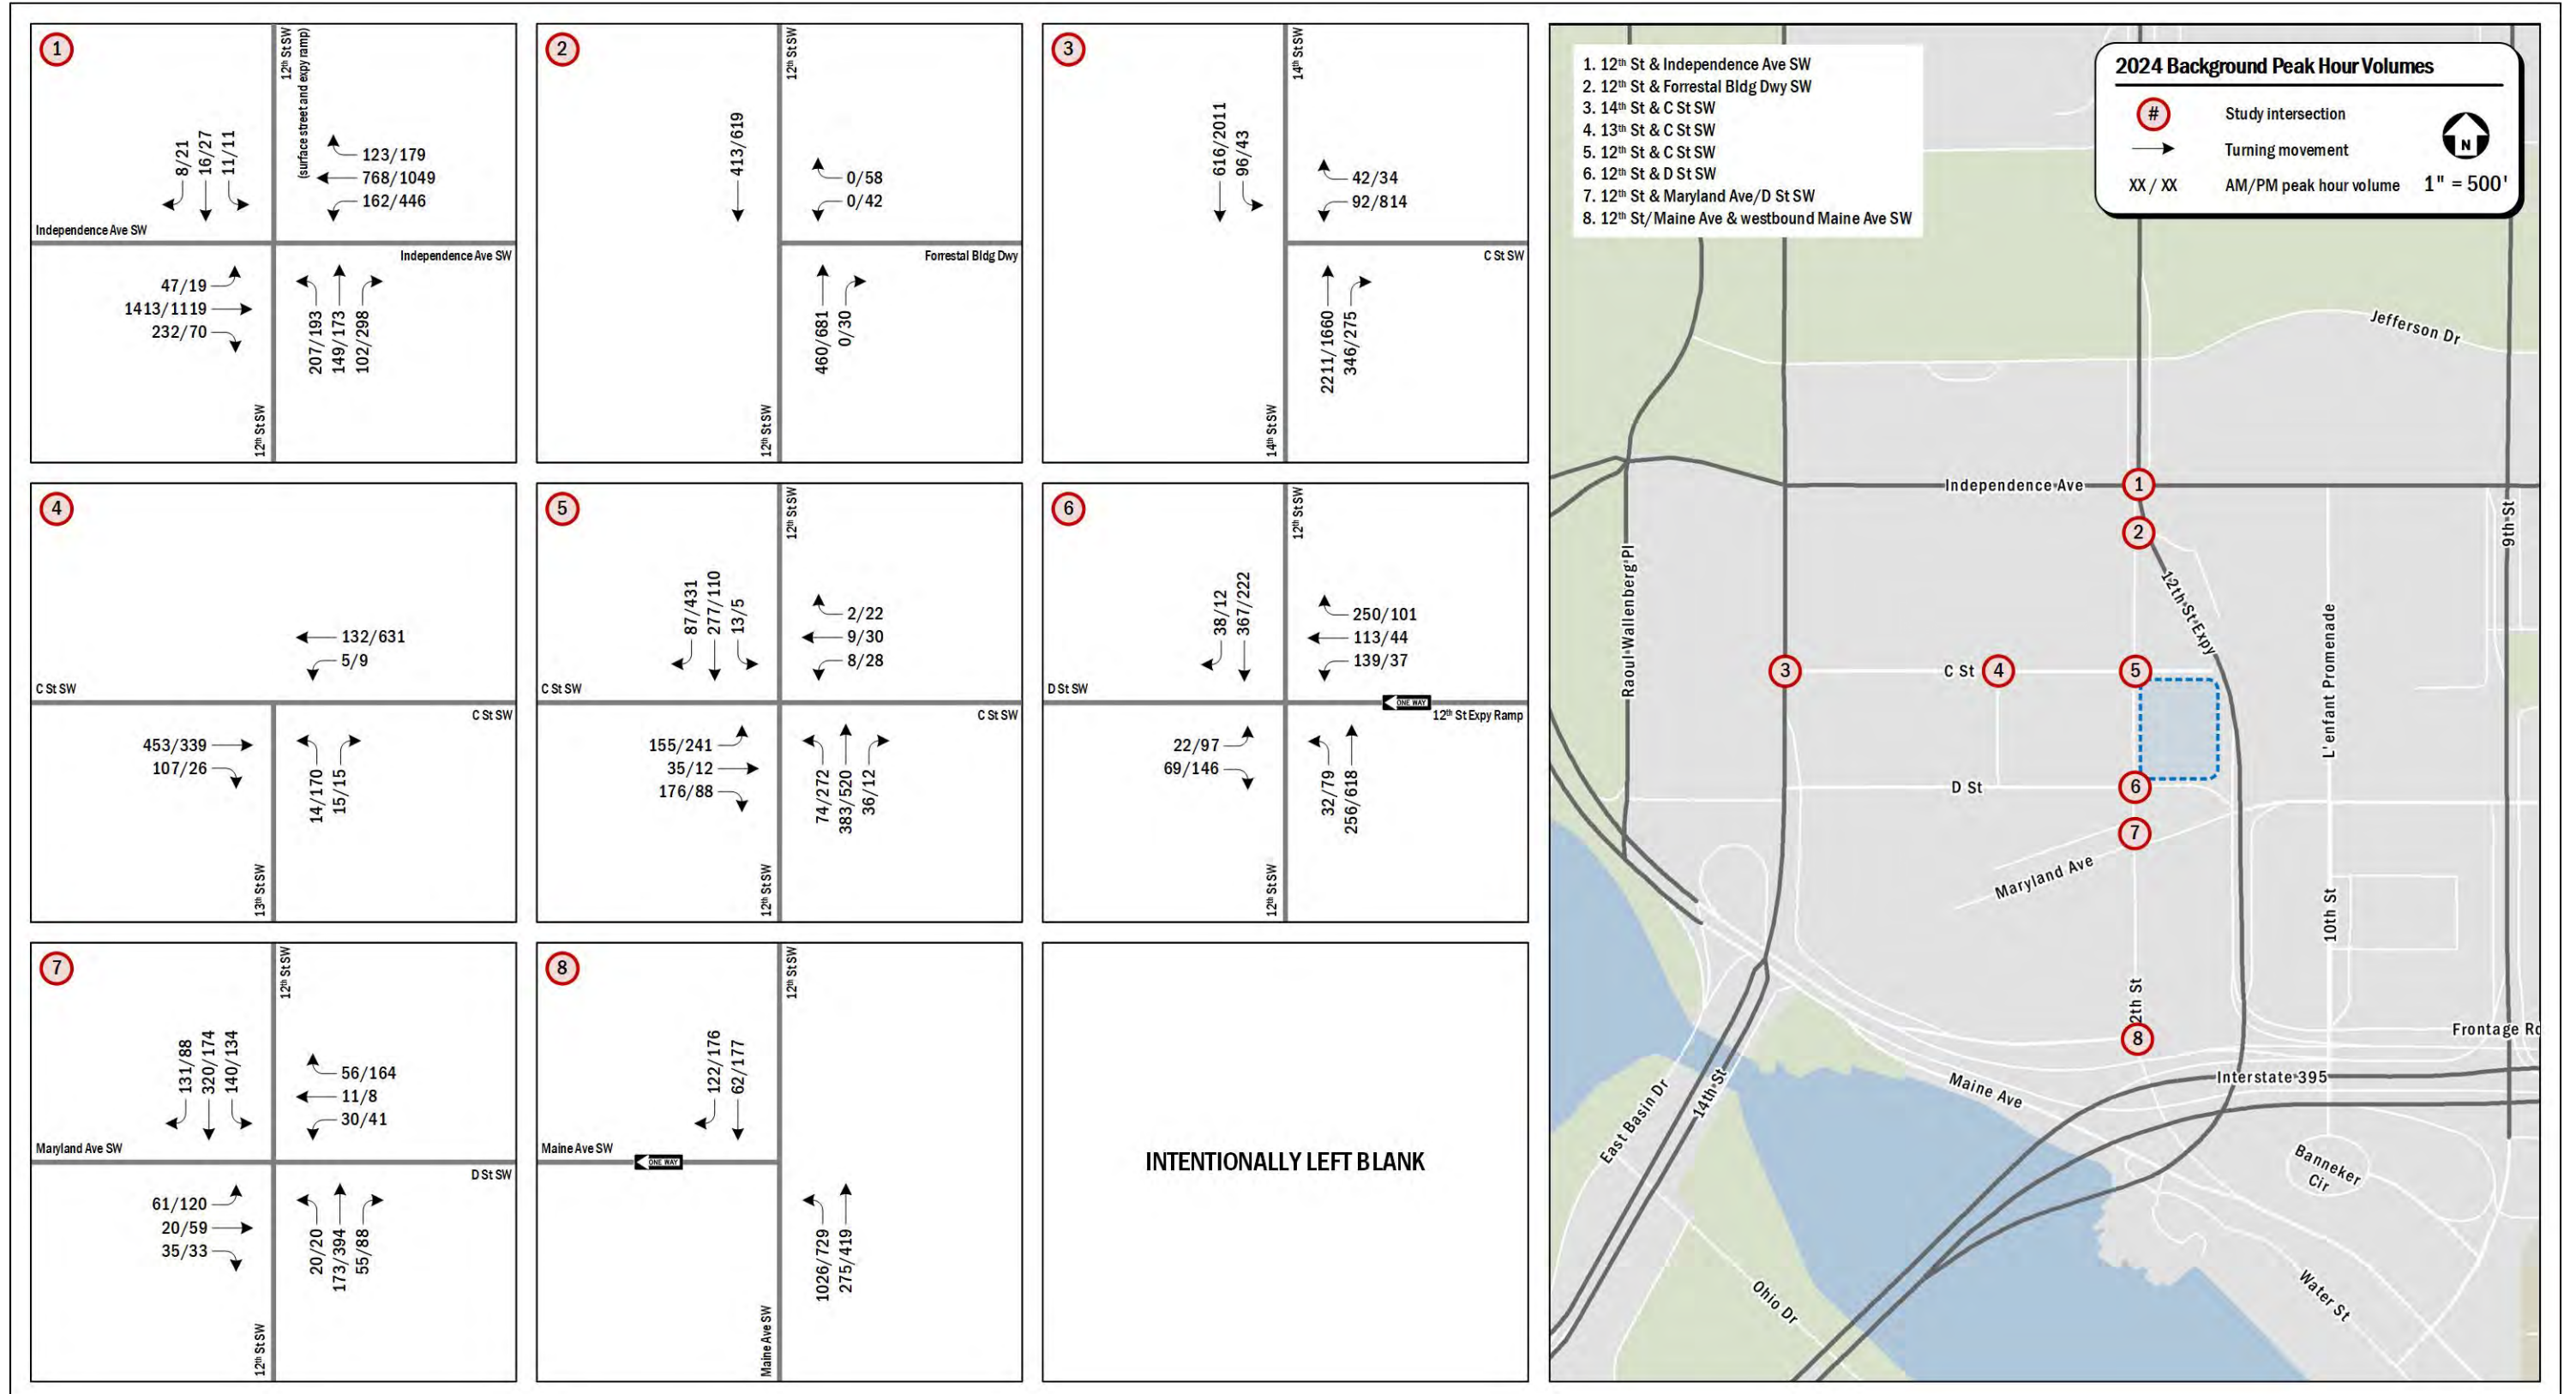 1
12th St SW
(surface street and expy ramp)
8/21
16/27
11/11
123/179
768/1049
162/446
Independence Ave SW
Independence Ave SW
47/19
1413/1119
232/70
207/193
149/173
102/298
12th St SW
2
12th St SW
413/619
0/58
0/42
Forrestal Bldg Dwy
460/681
0/30
12th St SW
3
14th St SW
616/2011
96/43
42/34
92/814
C St SW
2211/1660
346/275
14th St SW
4
132/631
5/9
C St SW
C St SW
453/339
107/26
14/170
15/15
13th St SW
5
12th St SW
87/431
277/110
13/5
2/22
9/30
8/28
C St SW
C St SW
155/241
35/12
176/88
74/272
383/520
36/12
12th St SW
6
12th St SW
38/12
367/222
250/101
113/44
139/37
D St SW
ONE WAY
12th St Expy Ramp
22/97
69/146
32/79
256/618
12th St SW
7
12th St SW
131/88
320/174
140/134
56/164
11/8
30/41
Maryland Ave SW
D St SW
61/120
20/59
35/33
20/20
173/394
55/88
12th St SW
8
12th St SW
122/176
62/177
Maine Ave SW
ONE WAY
1026/729
275/419
Maine Ave SW
INTENTIONALLY LEFT BLANK
1. 12th St & Independence Ave SW
2. 12th St & Forrestal Bldg Dwy SW
3. 14th St & C St SW
4. 13th St & C St SW
5. 12th St & C St SW
6. 12th St & D St SW
7. 12th St & Maryland Ave/D St SW
8. 12th St/Maine Ave & westbound Maine Ave SW
2024 Background Peak Hour Volumes
# Study intersection
Turning movement
XX / XX AM/PM peak hour volume
N
1" = 500'
Jefferson Dr
Independence Ave
1
2
9th St
Raoul Wallenberg Pl
12th St Expy
L'enfant Promenade
3
C St
4
5
D St
6
7
Maryland Ave
10th St
2th St
8
Frontage Rd
Interstate 395
Maine Ave
East Basin Dr
14th St
Banneker
Cir
Ohio Dr
Water St